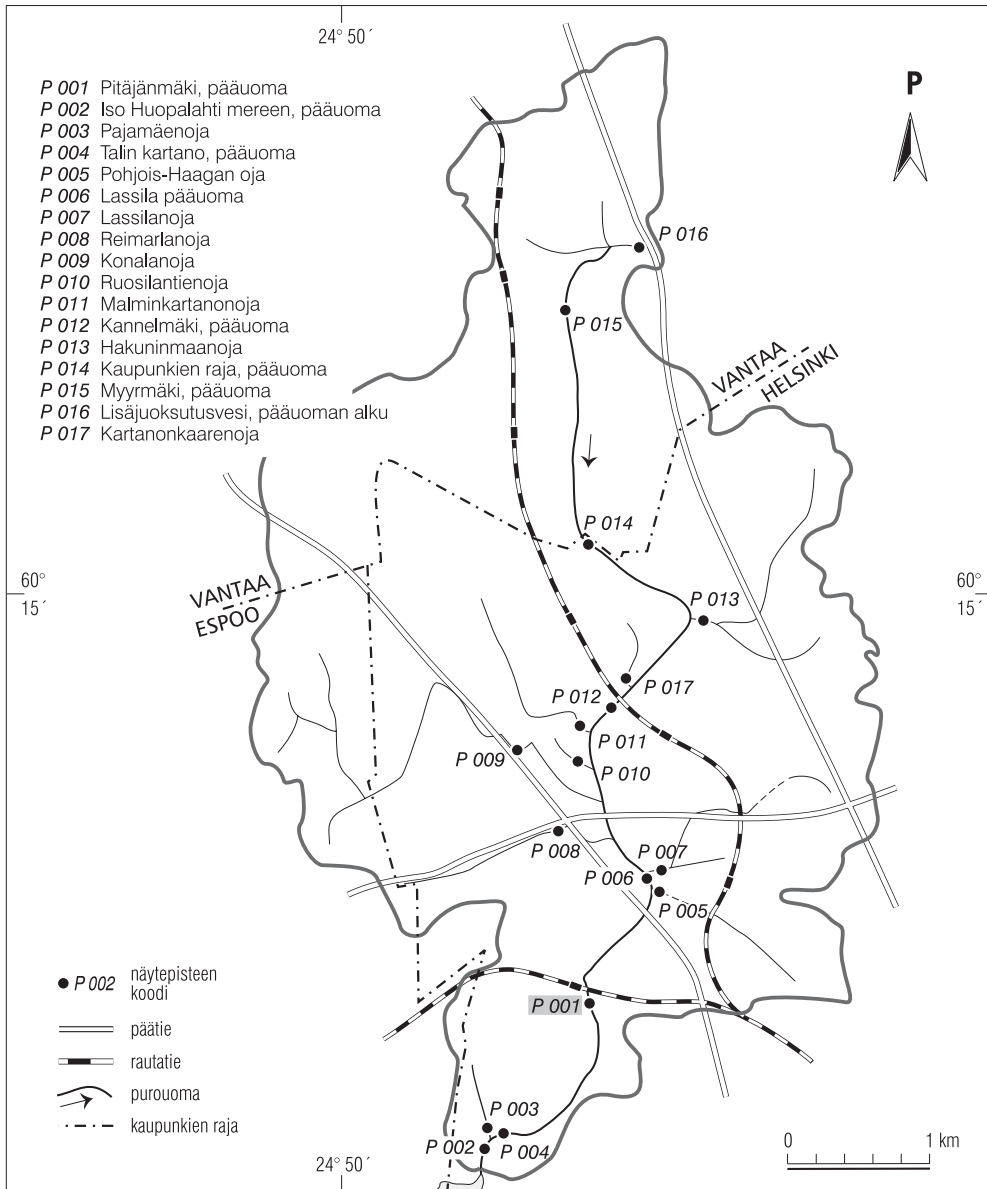 24° 50´
P 001 Pitäjänmäki, pääuoma
P 002 Iso Huopalahti mereen, pääuoma
P 003 Pajamäenoja
P 004 Talin kartano, pääuoma
P 005 Pohjois-Haagan oja
P 006 Lassila pääuoma
P 007 Lassilanoja
P 008 Reimarlanoja
P 009 Konalanoja
P 010 Ruosilantienoja
P 011 Malminkartanonoja
P 012 Kannelmäki, pääuoma
P 013 Hakuninmaanoja
P 014 Kaupunkien raja, pääuoma
P 015 Myyrmäki, pääuoma
P 016 Lisäjuoksutusvesi, pääuoman alku
P 017 Kartanonkaarenoja
P
P 016
P 015
VANTAA
HELSINKI
P 014
60°
15´
VANTAA
ESPOO
60°
15´
P 013
P 017
P 012
P 011
P 009
P 010
P 008
P 007
P 006
P 005
P 001
P 003
P 002
P 004
P 002 näytepisteen
koodi
päätie
rautatie
purouoma
kaupunkien raja
24° 50´
0 1 km